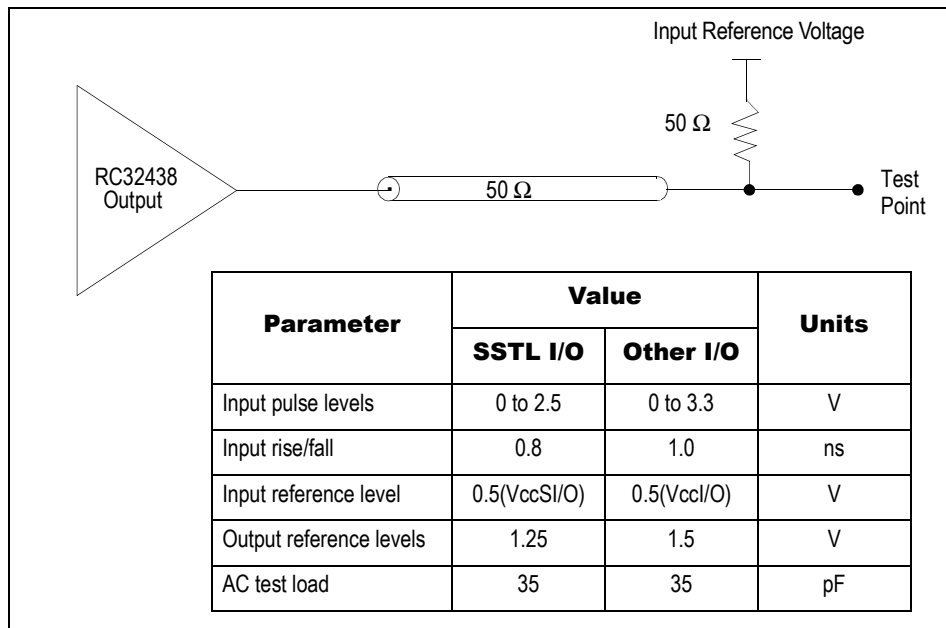 Input Reference Voltage
50 Ω
RC32438
Output
50 Ω
Test
Point
Parameter Value Units
SSTL I/O Other I/O
Input pulse levels 0 to 2.5 0 to 3.3 V
Input rise/fall 0.8 1.0 ns
Input reference level 0.5(VccSI/O) 0.5(VccI/O) V
Output reference levels 1.25 1.5 V
AC test load 35 35 pF